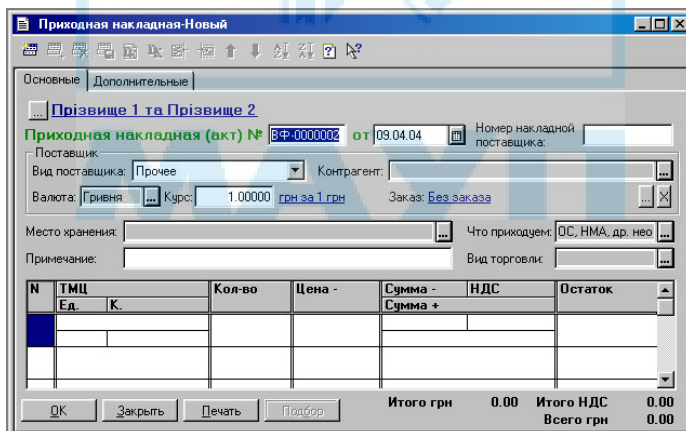 Приходная накладная-Новый
Основные Дополнительные
... Прізвище 1 та Прізвище 2
Приходная накладная (акт) № ВФ-0000002 от 09.04.04 Номер накладной поставщика:
Поставщик
Вид поставщика: Прочее Контрагент: ...
Валюта: Гривня ... Курс: 1.00000 грн за 1 грн Заказ: Без заказа ... X
Место хранения: ... Что приходуем: ОС, НМА, др. нео ...
Примечание: Вид торговли: ...
N ТМЦ Кол-во Цена - Сумма - НДС Остаток
Ед. К. Сумма +
OK Закрыть Печать Подбор Итого грн 0.00 Итого НДС 0.00
Всего грн 0.00
МАУП